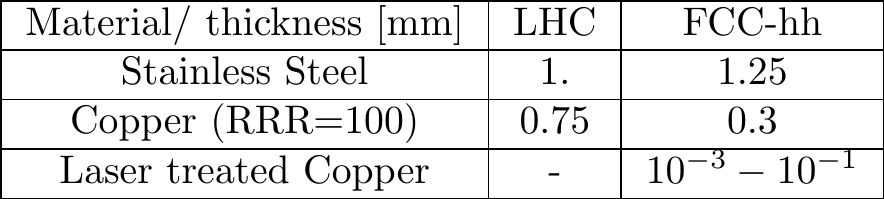 Material/ thickness [mm] LHC FCC-hh
Stainless Steel 1. 1.25
Copper (RRR=100) 0.75 0.3
Laser treated Copper - 10⁻³ − 10⁻¹